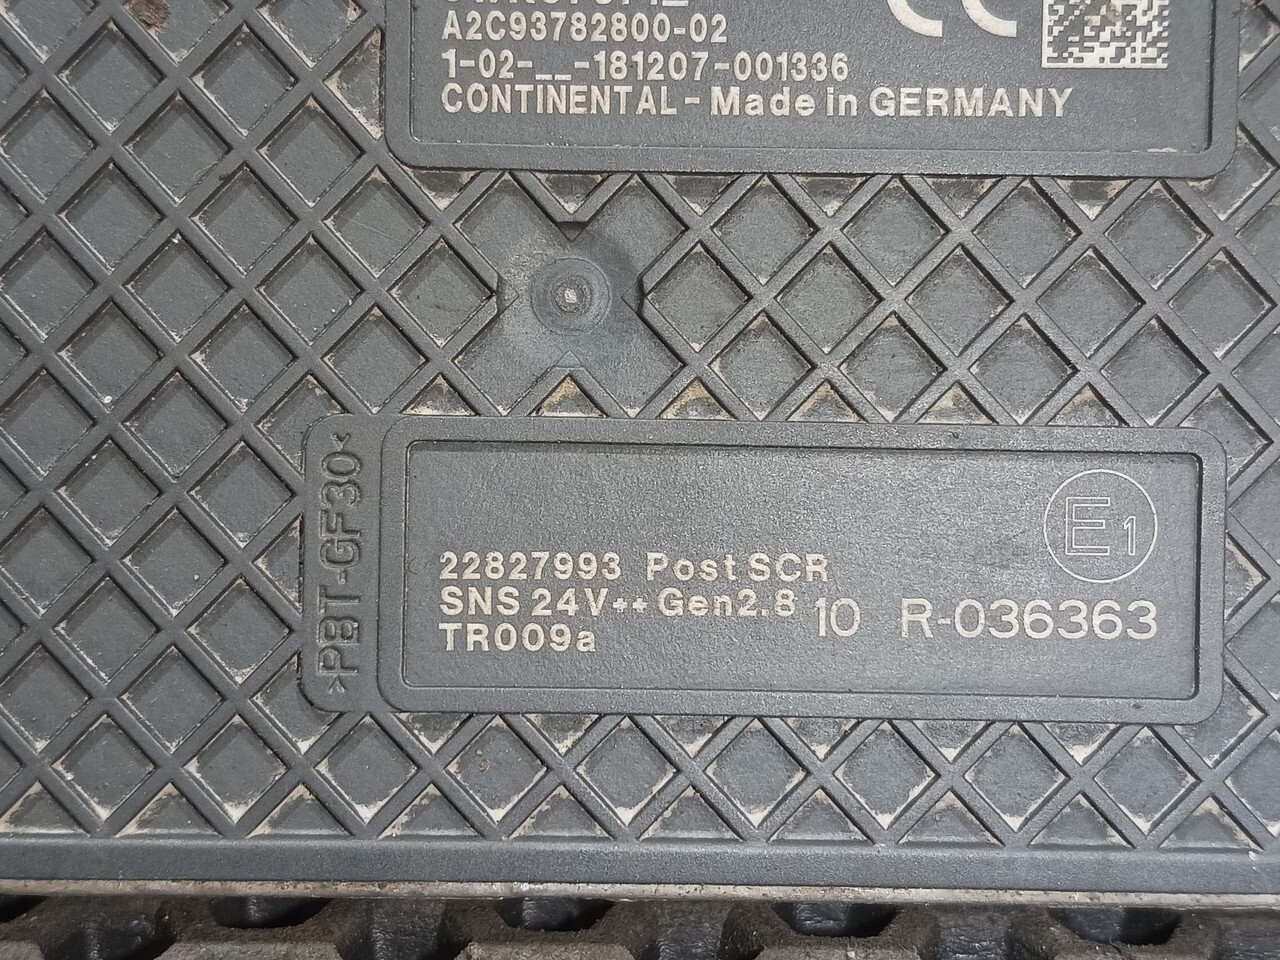 A2C93782800-02
1-02-__-181207-001336
CONTINENTAL - Made in GERMANY
CE
>PBT-GF30<
E1
22827993 Post SCR
SNS 24V++ Gen2.8
TR009a
10 R-036363